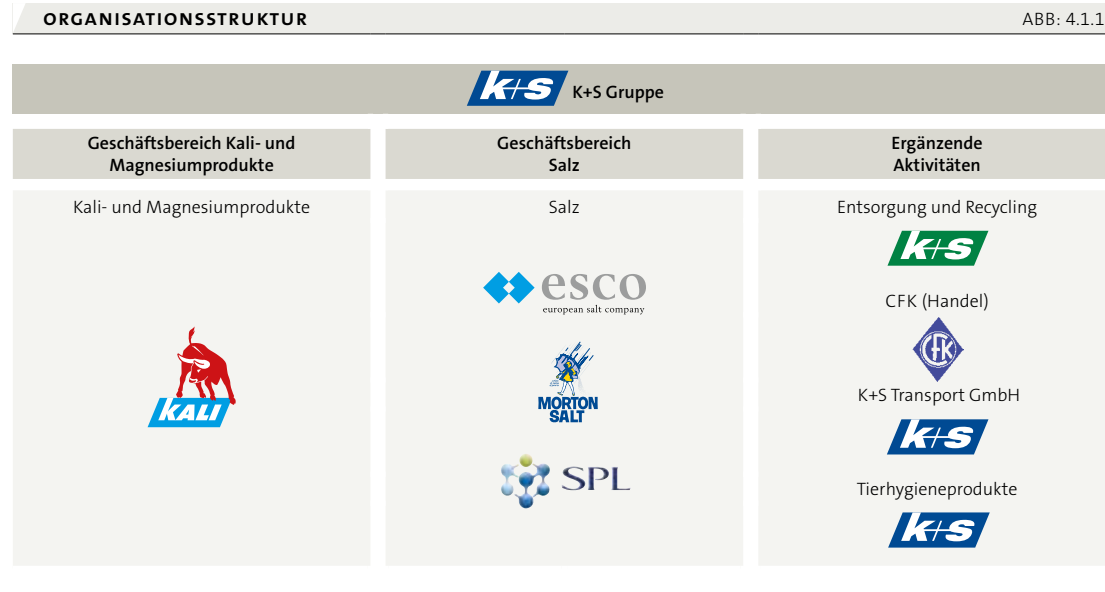 ORGANISATIONSSTRUKTUR
ABB: 4.1.1
K+S K+S Gruppe
Geschäftsbereich Kali- und
Magnesiumprodukte
Kali- und Magnesiumprodukte
KALI
Geschäftsbereich
Salz
Salz
esco
european salt company
MORTON
SALT
SPL
Ergänzende
Aktivitäten
Entsorgung und Recycling
K+S
CFK (Handel)
CFK
K+S Transport GmbH
K+S
Tierhygieneprodukte
K+S